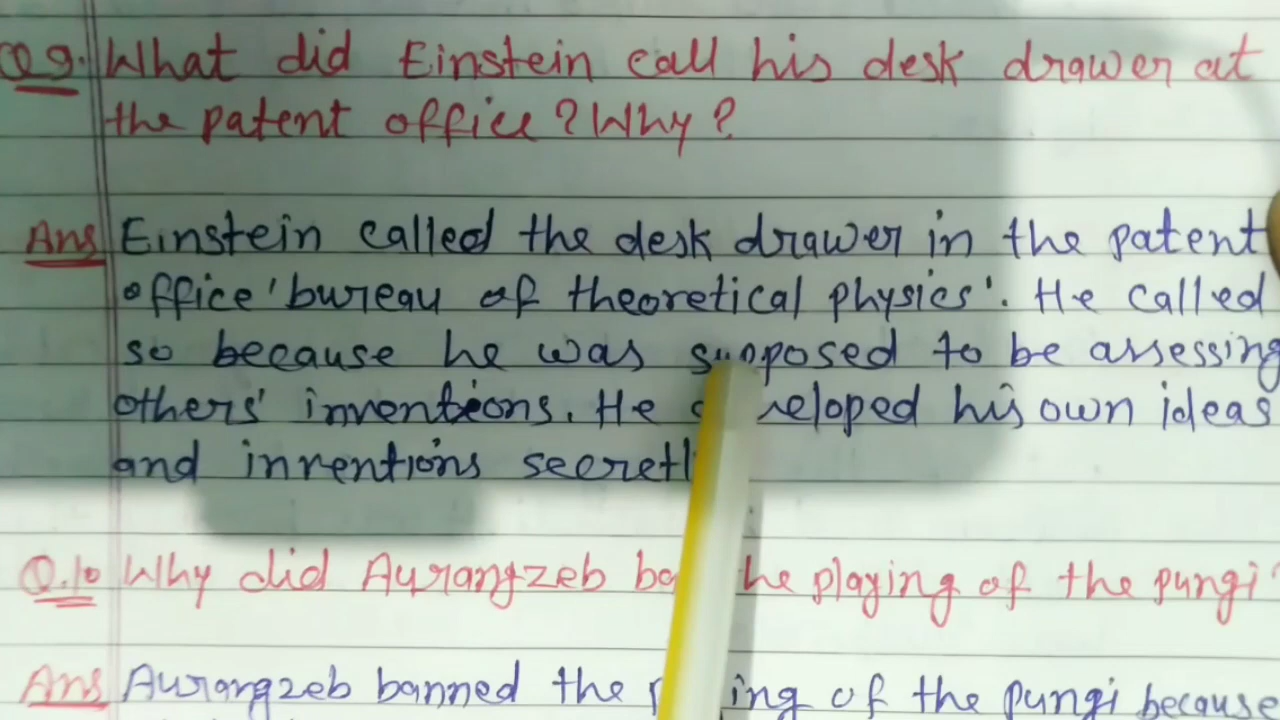 Q9. What did Einstein call his desk drawer at
the patent office? Why?
Ans Einstein called the desk drawer in the patent
office 'bureau of theoretical physics'. He called
so because he was supposed to be assessing
others' inventions. He developed his own ideas
and inventions
Q.10 Why did Aurangzeb the playing of the pungi?
Ans Aurangzeb banned the of the pungi because